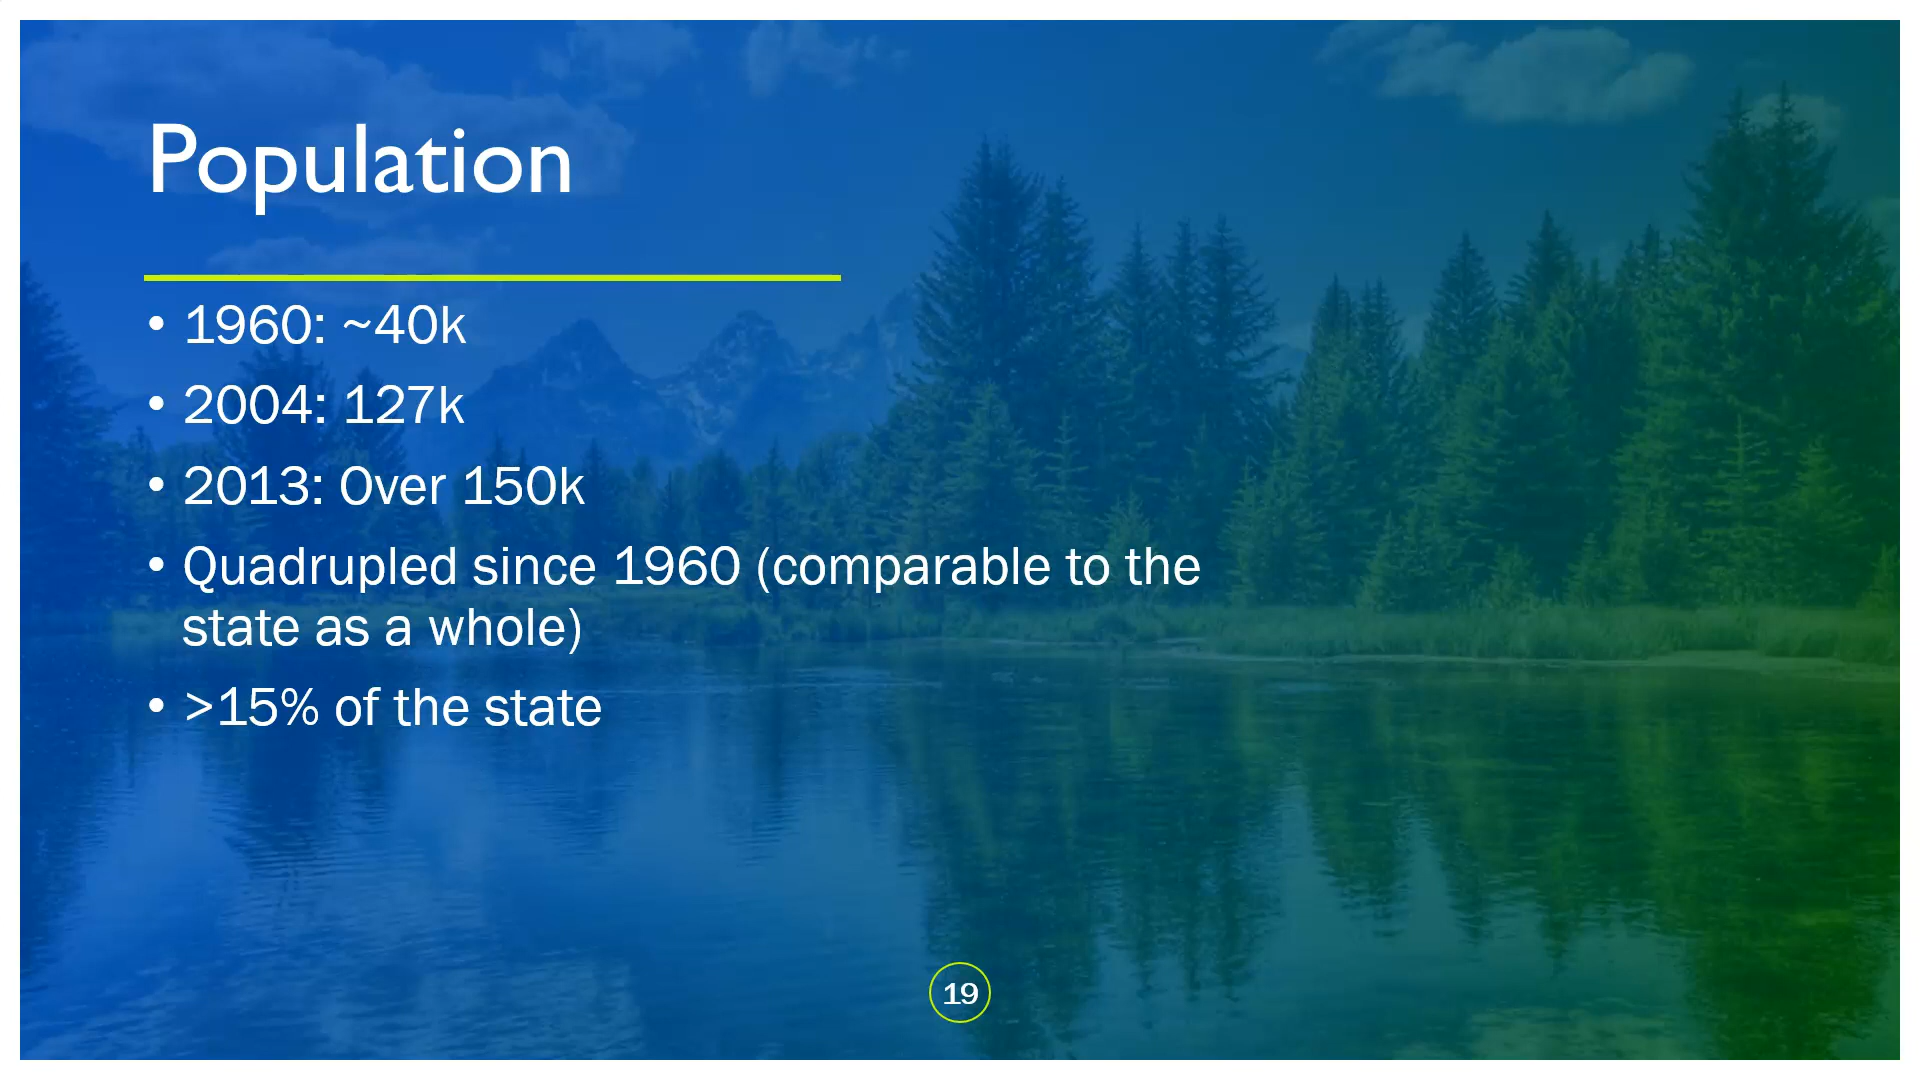 Population
• 1960: ~40k
• 2004: 127k
• 2013: Over 150k
• Quadrupled since 1960 (comparable to the
state as a whole)
• >15% of the state
19